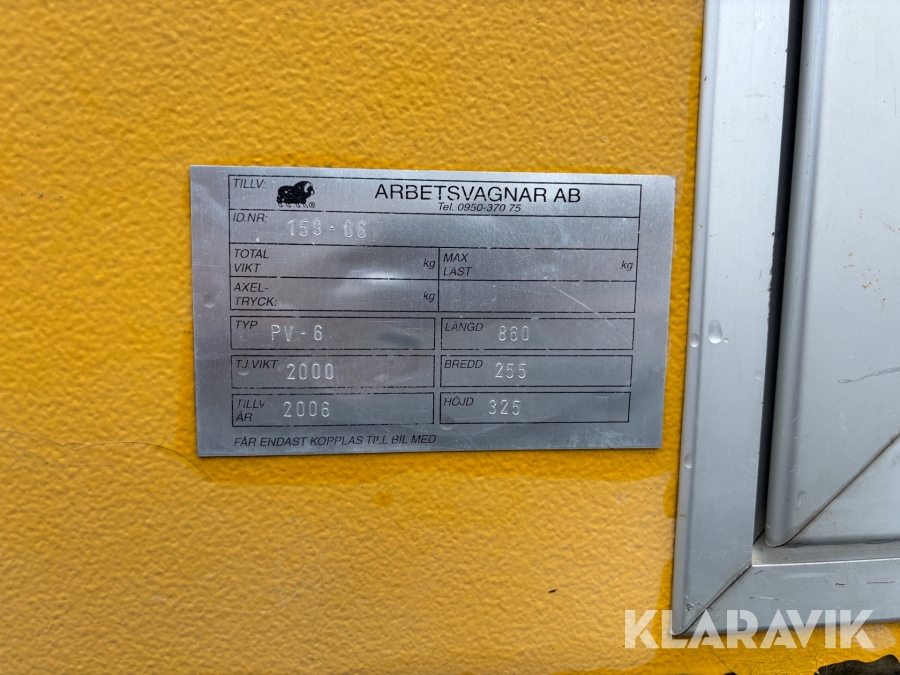 TILLV: ® ARBETSVAGNAR AB
Tel. 0950-370 75
ID.NR: 159-06
TOTAL VIKT kg MAX LAST kg
AXEL-TRYCK: kg
TYP PV-6 LÄNGD 860
TJ.VIKT 2000 BREDD 255
TILLV ÅR 2006 HÖJD 325
FÅR ENDAST KOPPLAS TILL BIL MED
KLARAVIK